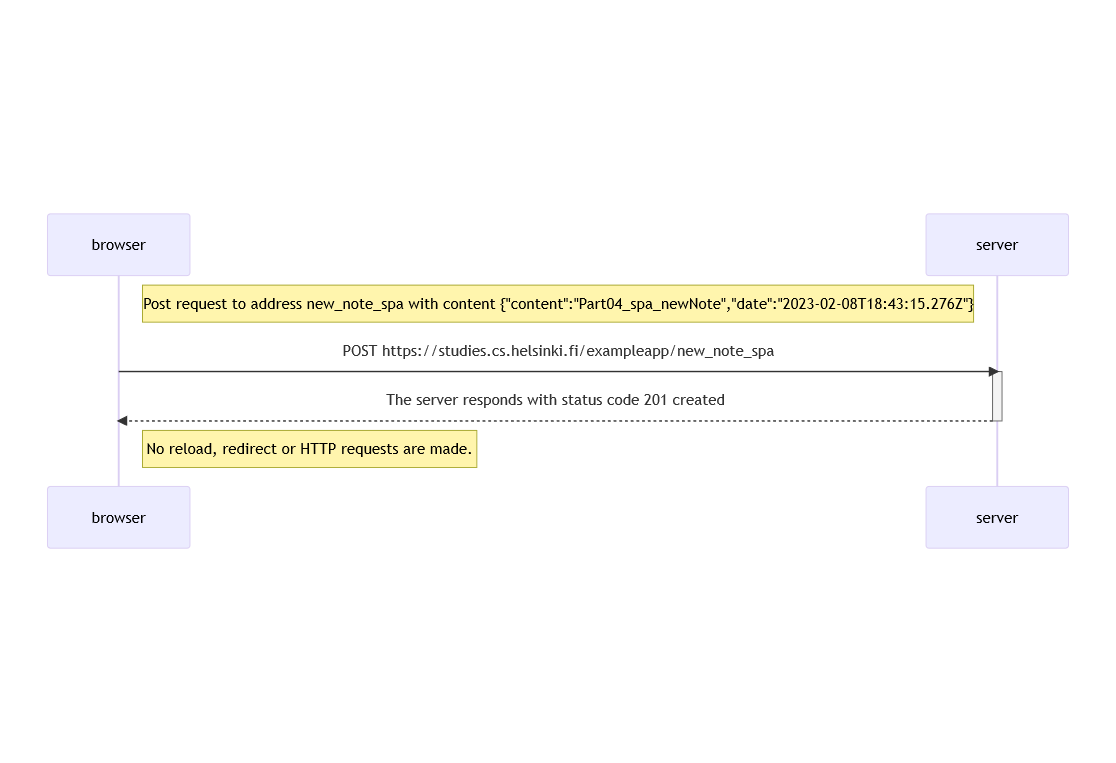 browser
server
Post request to address new_note_spa with content {"content":"Part04_spa_newNote","date":"2023-02-08T18:43:15.276Z"}
POST https://studies.cs.helsinki.fi/exampleapp/new_note_spa
The server responds with status code 201 created
No reload, redirect or HTTP requests are made.
browser
server